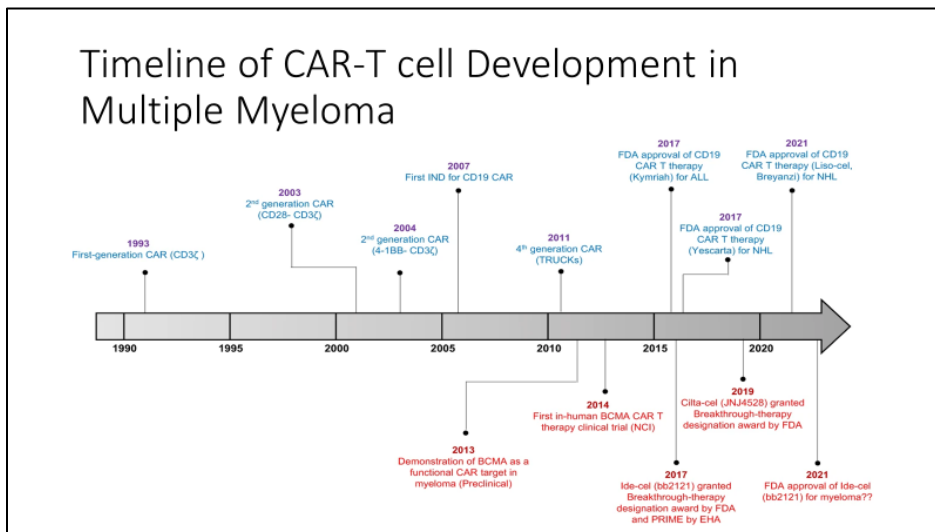 Timeline of CAR-T cell Development in
Multiple Myeloma
1993
First-generation CAR (CD3ζ )
2003
2nd generation CAR
(CD28- CD3ζ)
2004
2nd generation CAR
(4-1BB- CD3ζ)
2007
First IND for CD19 CAR
2011
4th generation CAR
(TRUCKs)
2017
FDA approval of CD19
CAR T therapy
(Kymriah) for ALL
2017
FDA approval of CD19
CAR T therapy
(Yescarta) for NHL
2021
FDA approval of CD19
CAR T therapy (Liso-cel,
Breyanzi) for NHL
1990
1995
2000
2005
2010
2015
2020
2013
Demonstration of BCMA as a
functional CAR target in
myeloma (Preclinical)
2014
First in-human BCMA CAR T
therapy clinical trial (NCI)
2017
Ide-cel (bb2121) granted
Breakthrough-therapy
designation award by FDA
and PRIME by EHA
2019
Cilta-cel (JNJ4528) granted
Breakthrough-therapy
designation award by FDA
2021
FDA approval of Ide-cel
(bb2121) for myeloma??